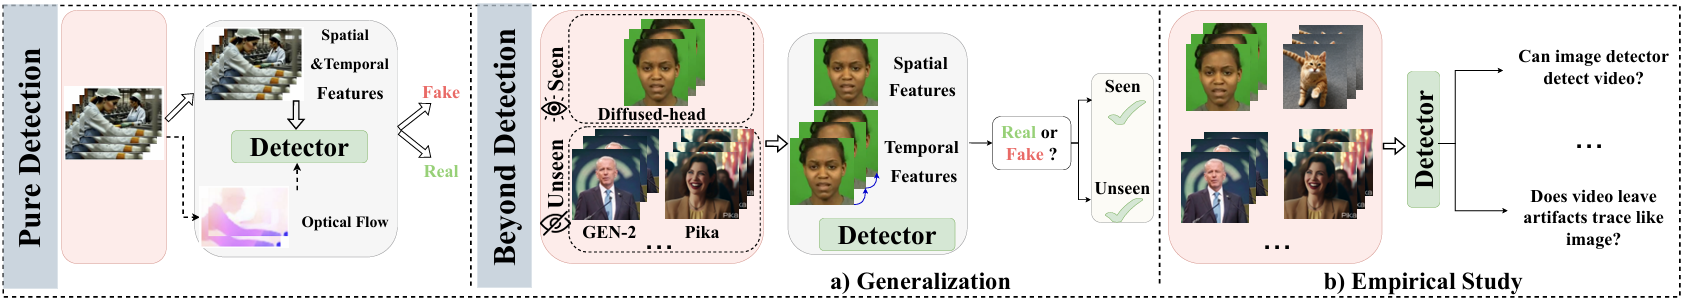 Pure Detection
Spatial
&Temporal
Features
Detector
Optical Flow
Fake
Real
Beyond Detection
Seen
Diffused-head
Unseen
GEN-2
Pika
...
Spatial
Features
Temporal
Features
Detector
Real or
Fake ?
Seen
Unseen
a) Generalization
...
Detector
Can image detector
detect video?
...
Does video leave
artifacts trace like
image?
b) Empirical Study